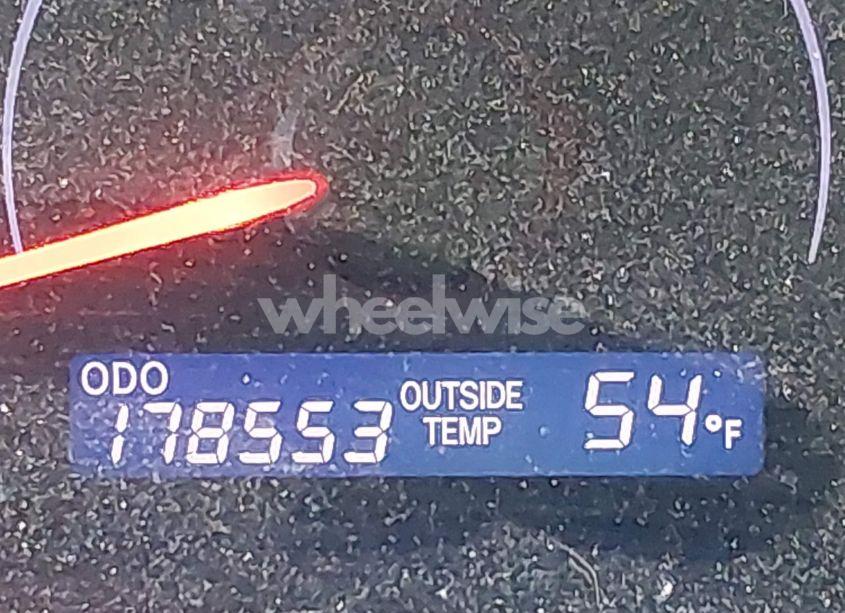 wheelwise
ODO
178553
OUTSIDE
TEMP
54°F